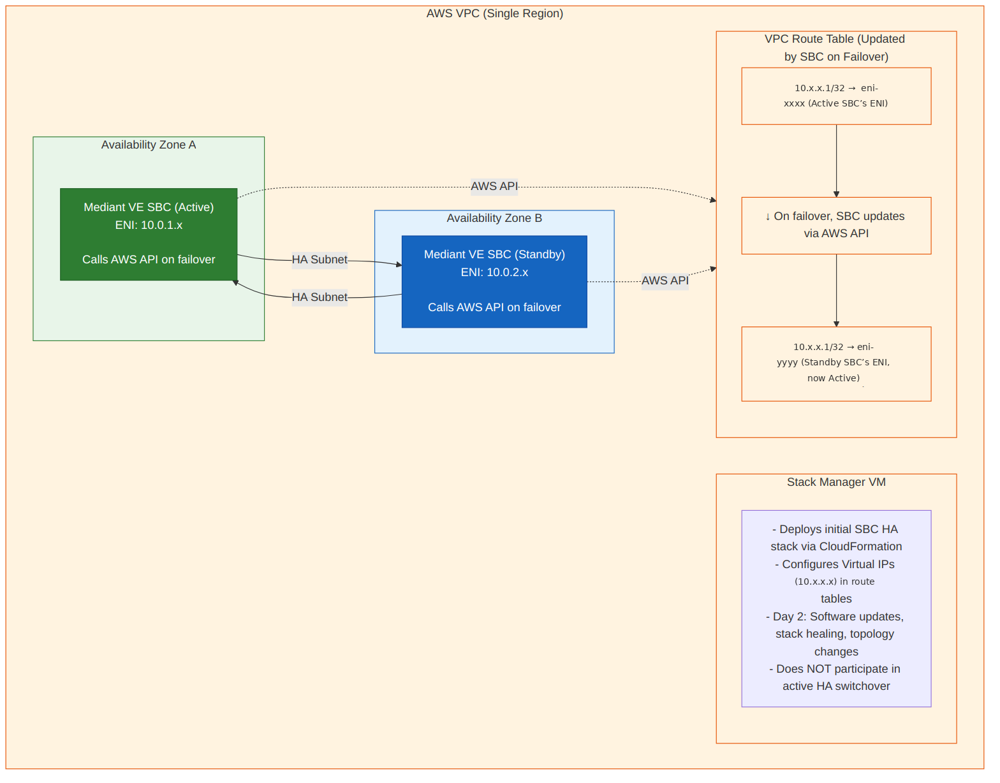 AWS VPC (Single Region)
VPC Route Table (Updated
by SBC on Failover)
10.x.x.1/32 → eni-
xxxx (Active SBC’s ENI)
Availability Zone A
Mediant VE SBC (Active)
ENI: 10.0.1.x
Calls AWS API on failover
AWS API
Availability Zone B
Mediant VE SBC (Standby)
ENI: 10.0.2.x
Calls AWS API on failover
HA Subnet
HA Subnet
AWS API
↓ On failover, SBC updates
via AWS API
10.x.x.1/32 → eni-
yyyy (Standby SBC’s ENI,
now Active)
Stack Manager VM
- Deploys initial SBC HA
stack via CloudFormation
- Configures Virtual IPs
(10.x.x.x) in route
tables
- Day 2: Software updates,
stack healing, topology
changes
- Does NOT participate in
active HA switchover